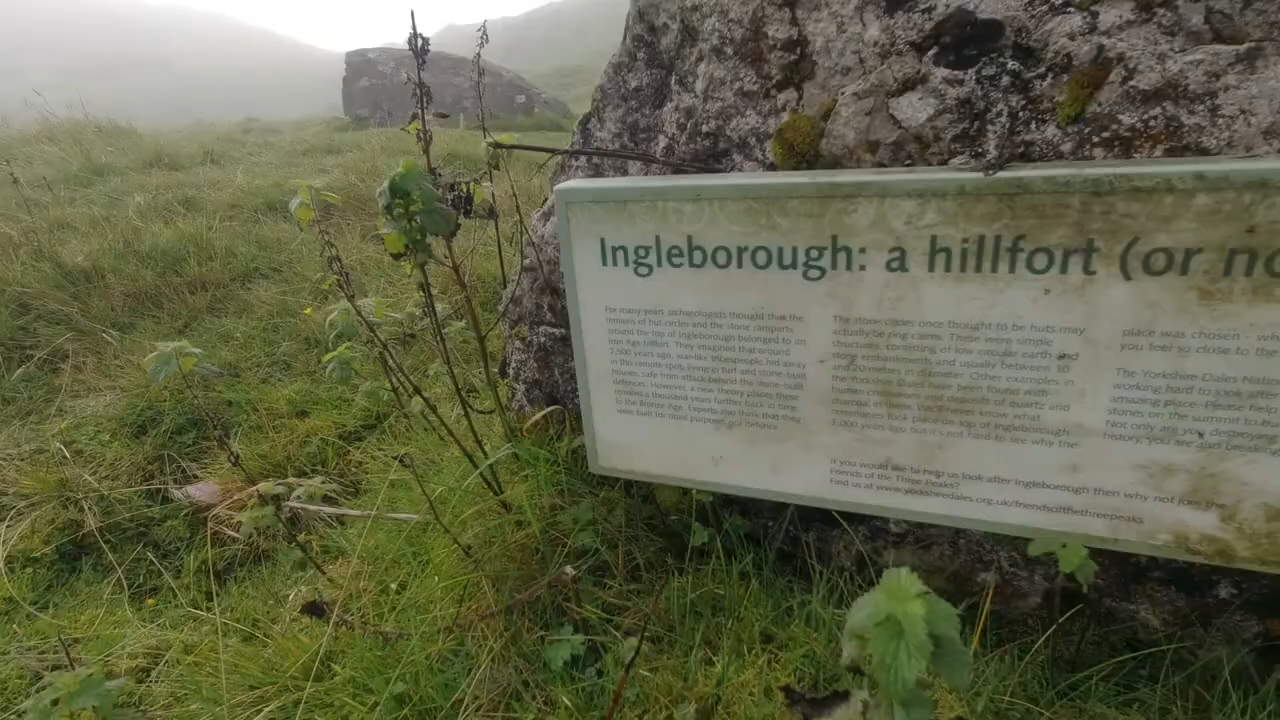 Ingleborough: a hillfort (or no
For many years archaeologists thought that the
remains of hut circles and the stone ramparts
around the top of Ingleborough belonged to an
Iron Age hillfort. They imagined that around
2,500 years ago, war-like tribespeople hid away
in this remote spot, living in turf and stone-built
houses, safe from attack behind the stone-built
defences. However, a new theory places these
remains a thousand years further back in time
to the Bronze Age. Experts now think that they
were built for ritual purposes not defence.
The stone circles once thought to be huts may
actually be ring cairns. These were simple
structures, consisting of low circular earth and
stone embankments and usually between 10
and 20 metres in diameter. Other examples in
the Yorkshire Dales have been found with
human cremations and deposits of quartz and
charcoal in them. We'll never know what
ceremonies took place on top of Ingleborough
3,000 years ago but it's not hard to see why the
place was chosen - wh
you feel so close to the
The Yorkshire Dales Natio
working hard to look after
amazing place. Please help
stones on the summit to
Not only are you destroying
history, you are also breaking
If you would like to help us look after Ingleborough then why not join the
Friends of the Three Peaks?
Find us at www.yorkshiredales.org.uk/friendsofthethreepeaks